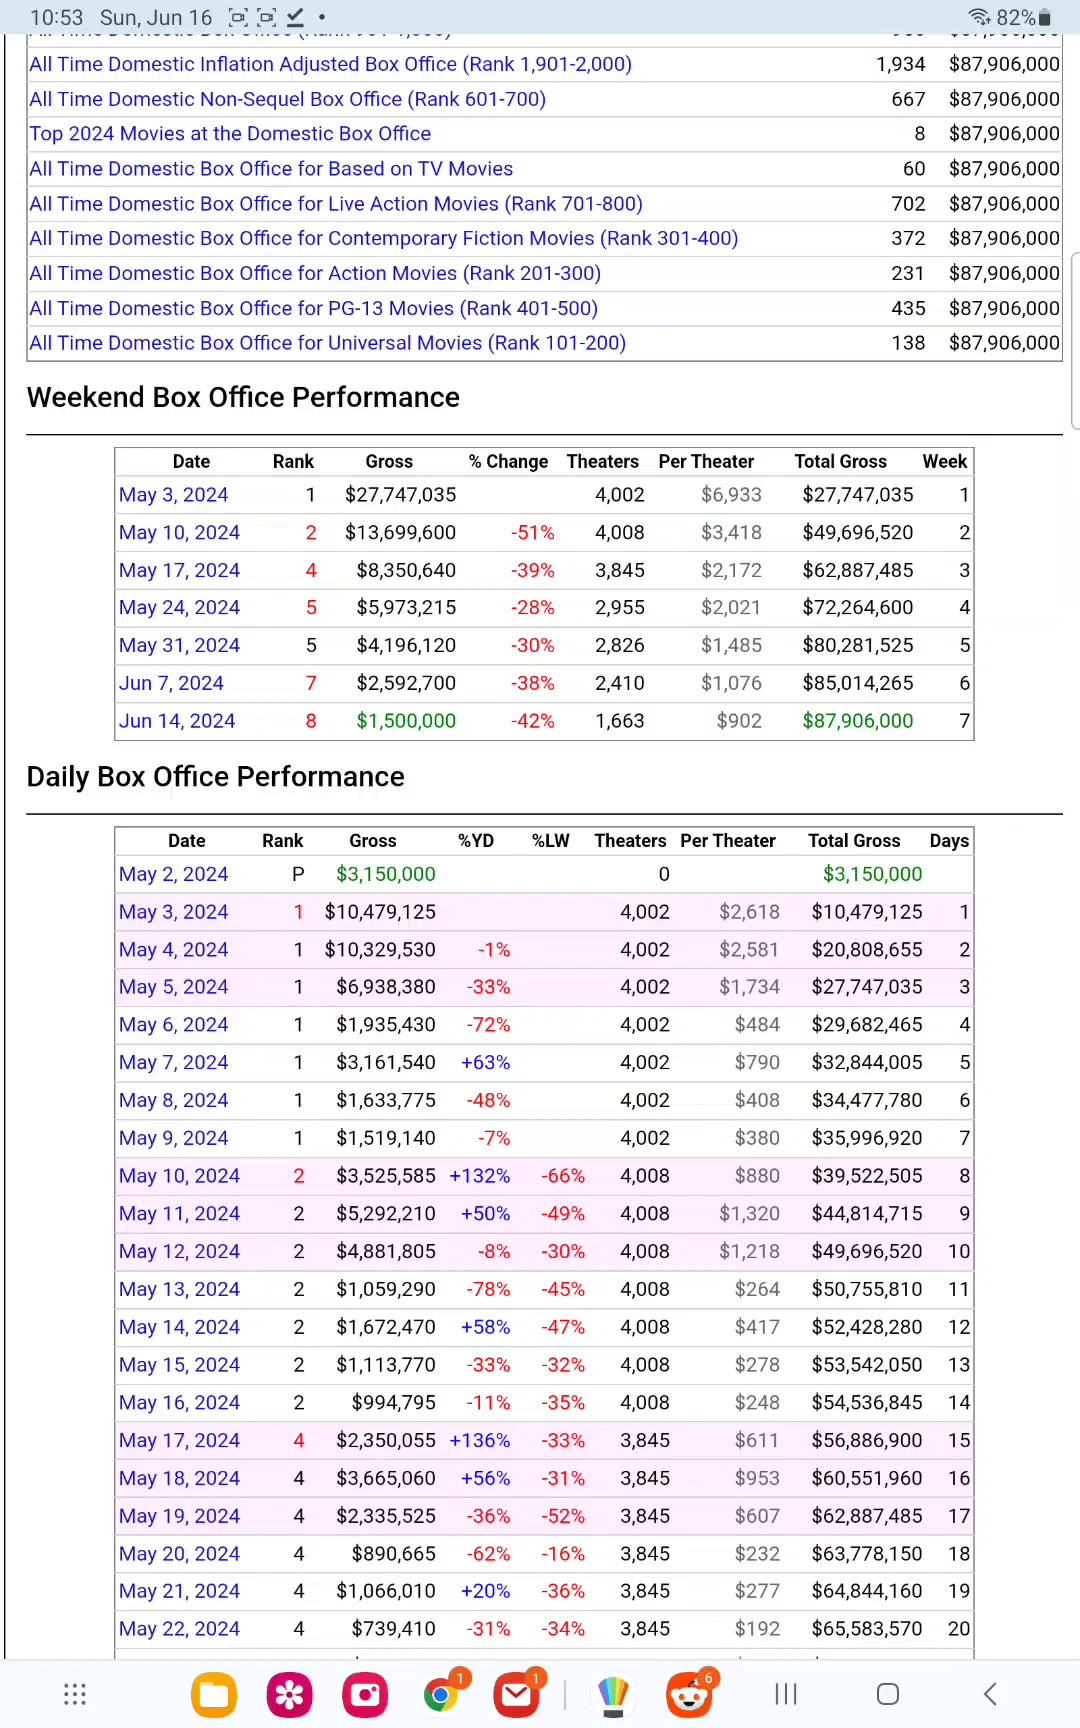 10:53 Sun, Jun 16 82%
All Time Domestic Inflation Adjusted Box Office (Rank 1,901-2,000) 1,934 $87,906,000
All Time Domestic Non-Sequel Box Office (Rank 601-700) 667 $87,906,000
Top 2024 Movies at the Domestic Box Office 8 $87,906,000
All Time Domestic Box Office for Based on TV Movies 60 $87,906,000
All Time Domestic Box Office for Live Action Movies (Rank 701-800) 702 $87,906,000
All Time Domestic Box Office for Contemporary Fiction Movies (Rank 301-400) 372 $87,906,000
All Time Domestic Box Office for Action Movies (Rank 201-300) 231 $87,906,000
All Time Domestic Box Office for PG-13 Movies (Rank 401-500) 435 $87,906,000
All Time Domestic Box Office for Universal Movies (Rank 101-200) 138 $87,906,000
Weekend Box Office Performance
Date Rank Gross % Change Theaters Per Theater Total Gross Week
May 3, 2024 1 $27,747,035 4,002 $6,933 $27,747,035 1
May 10, 2024 2 $13,699,600 -51% 4,008 $3,418 $49,696,520 2
May 17, 2024 4 $8,350,640 -39% 3,845 $2,172 $62,887,485 3
May 24, 2024 5 $5,973,215 -28% 2,955 $2,021 $72,264,600 4
May 31, 2024 5 $4,196,120 -30% 2,826 $1,485 $80,281,525 5
Jun 7, 2024 7 $2,592,700 -38% 2,410 $1,076 $85,014,265 6
Jun 14, 2024 8 $1,500,000 -42% 1,663 $902 $87,906,000 7
Daily Box Office Performance
Date Rank Gross %YD %LW Theaters Per Theater Total Gross Days
May 2, 2024 P $3,150,000 0 $3,150,000
May 3, 2024 1 $10,479,125 4,002 $2,618 $10,479,125 1
May 4, 2024 1 $10,329,530 -1% 4,002 $2,581 $20,808,655 2
May 5, 2024 1 $6,938,380 -33% 4,002 $1,734 $27,747,035 3
May 6, 2024 1 $1,935,430 -72% 4,002 $484 $29,682,465 4
May 7, 2024 1 $3,161,540 +63% 4,002 $790 $32,844,005 5
May 8, 2024 1 $1,633,775 -48% 4,002 $408 $34,477,780 6
May 9, 2024 1 $1,519,140 -7% 4,002 $380 $35,996,920 7
May 10, 2024 2 $3,525,585 +132% -66% 4,008 $880 $39,522,505 8
May 11, 2024 2 $5,292,210 +50% -49% 4,008 $1,320 $44,814,715 9
May 12, 2024 2 $4,881,805 -8% -30% 4,008 $1,218 $49,696,520 10
May 13, 2024 2 $1,059,290 -78% -45% 4,008 $264 $50,755,810 11
May 14, 2024 2 $1,672,470 +58% -47% 4,008 $417 $52,428,280 12
May 15, 2024 2 $1,113,770 -33% -32% 4,008 $278 $53,542,050 13
May 16, 2024 2 $994,795 -11% -35% 4,008 $248 $54,536,845 14
May 17, 2024 4 $2,350,055 +136% -33% 3,845 $611 $56,886,900 15
May 18, 2024 4 $3,665,060 +56% -31% 3,845 $953 $60,551,960 16
May 19, 2024 4 $2,335,525 -36% -52% 3,845 $607 $62,887,485 17
May 20, 2024 4 $890,665 -62% -16% 3,845 $232 $63,778,150 18
May 21, 2024 4 $1,066,010 +20% -36% 3,845 $277 $64,844,160 19
May 22, 2024 4 $739,410 -31% -34% 3,845 $192 $65,583,570 20
1 1 6